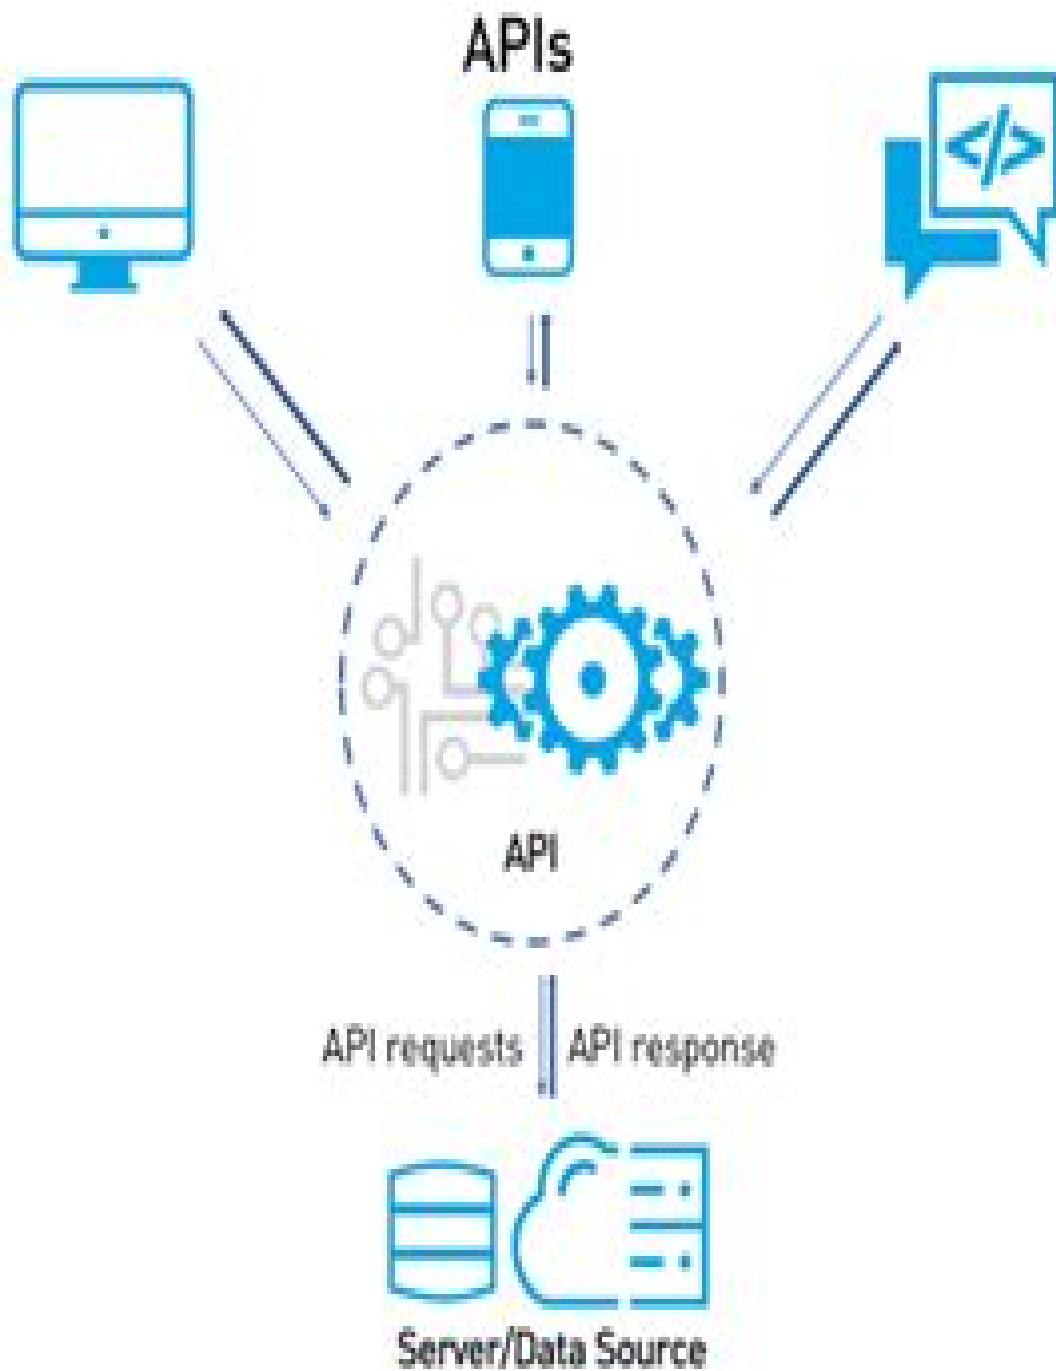 APIs
</>
API
API requests API response
Server/Data Source